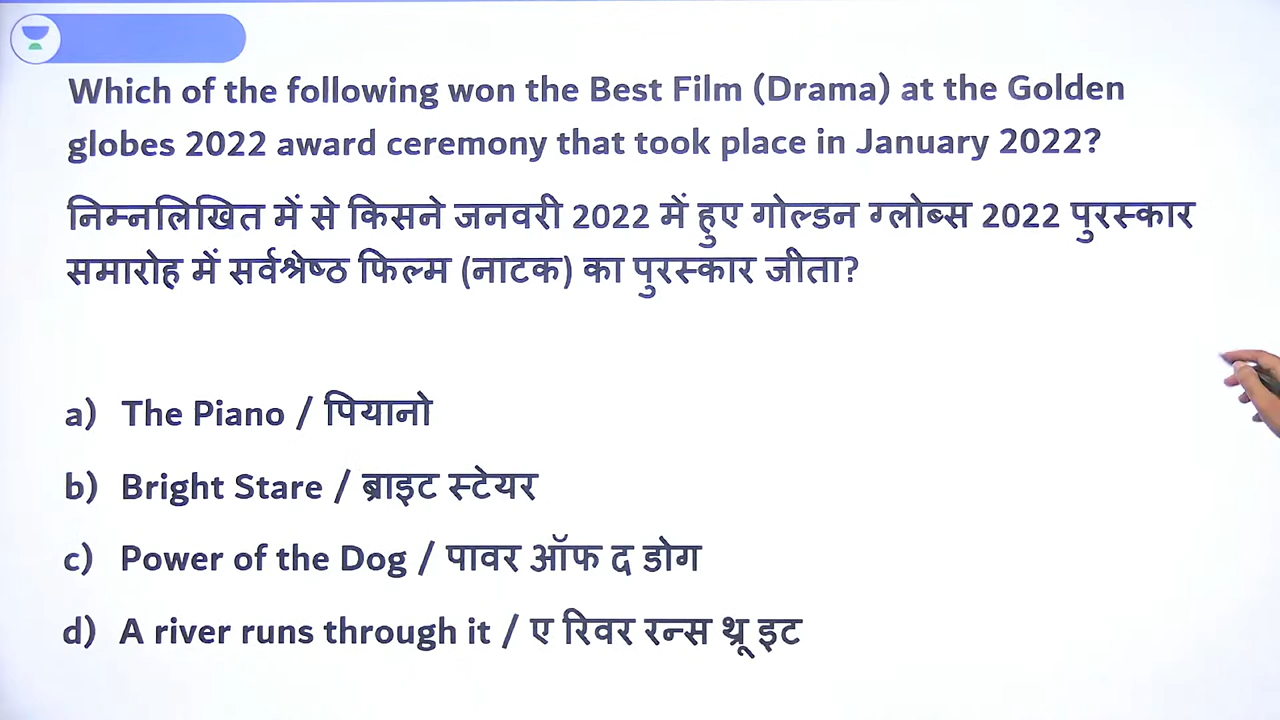 Which of the following won the Best Film (Drama) at the Golden
globes 2022 award ceremony that took place in January 2022?
निम्नलिखित में से किसने जनवरी 2022 में हुए गोल्डन ग्लोब्स 2022 पुरस्कार
समारोह में सर्वश्रेष्ठ फिल्म (नाटक) का पुरस्कार जीता?
a) The Piano / पियानो
b) Bright Stare / ब्राइट स्टेयर
c) Power of the Dog / पावर ऑफ द डोग
d) A river runs through it / ए रिवर रन्स थ्रू इट